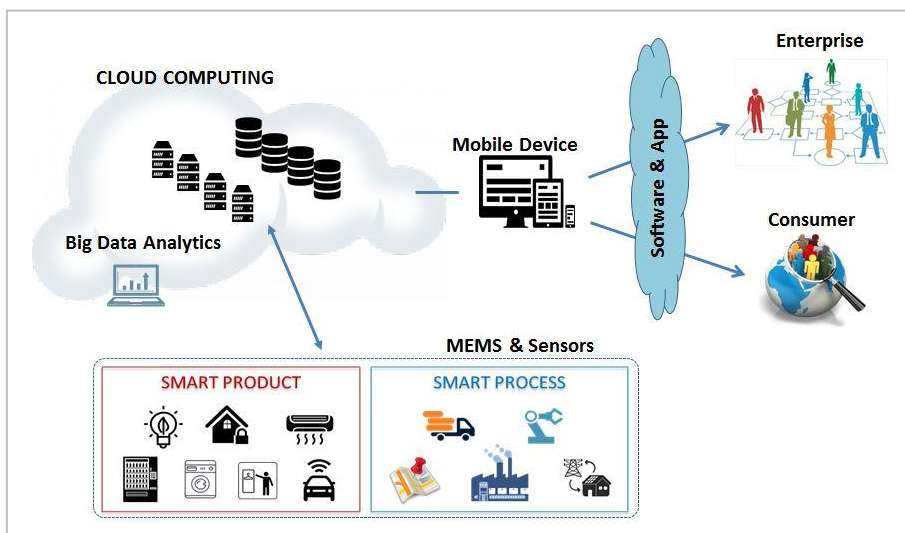 Enterprise
CLOUD COMPUTING
Mobile Device
Software & App
Consumer
Big Data Analytics
MEMS & Sensors
SMART PRODUCT
SMART PROCESS